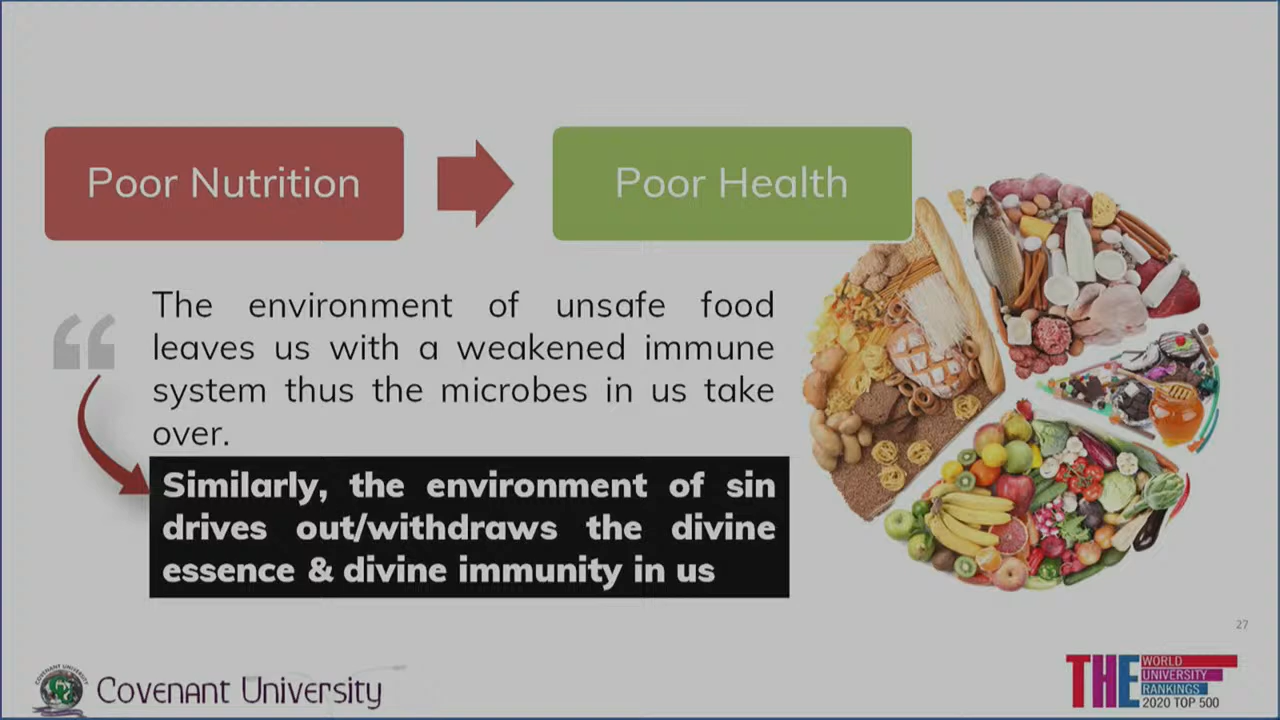 Poor Nutrition
Poor Health
The environment of unsafe food
leaves us with a weakened immune
system thus the microbes in us take
over.
Similarly, the environment of sin
drives out/withdraws the divine
essence & divine immunity in us
27
Covenant University
THE WORLD
UNIVERSITY
RANKINGS
2020 TOP 500